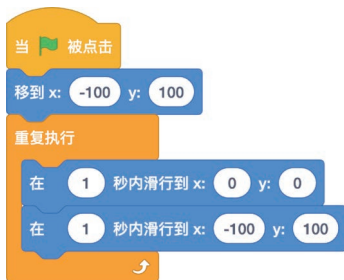 当 被点击
移到 x: -100 y: 100
重复执行
在 1 秒内滑行到 x: 0 y: 0
在 1 秒内滑行到 x: -100 y: 100